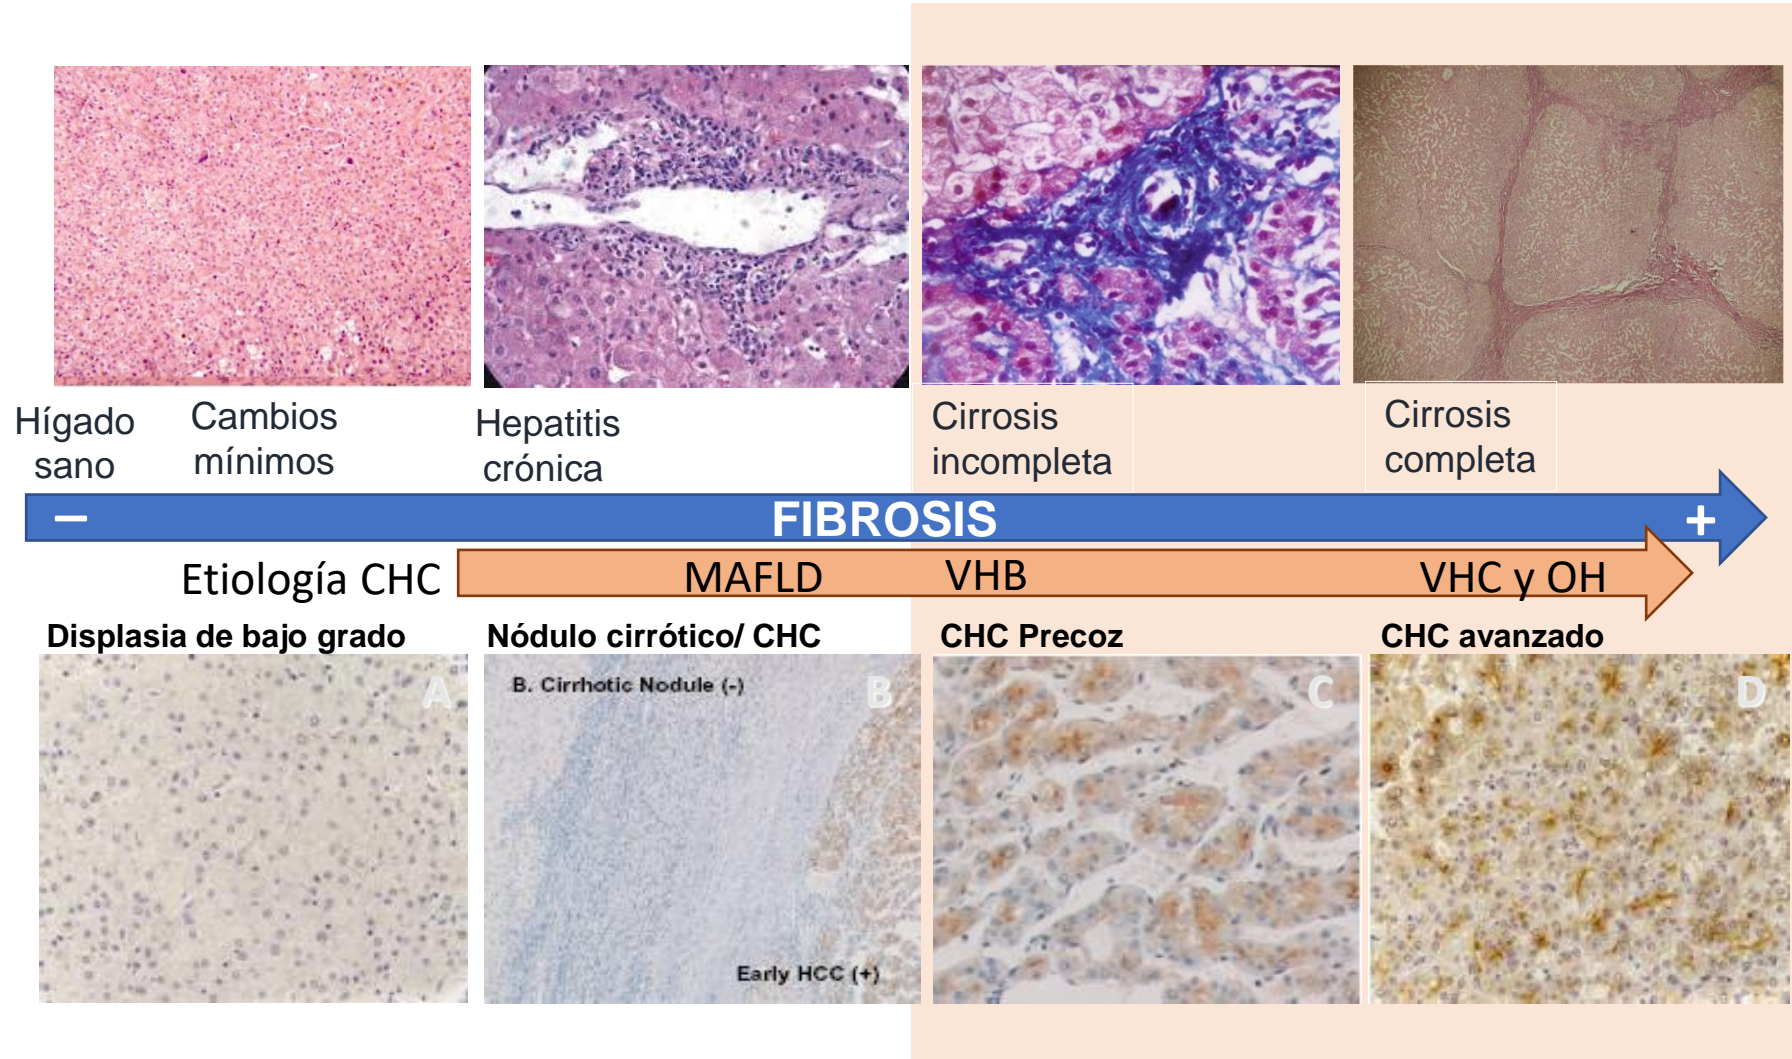 Hígado
sano
Cambios
mínimos
Hepatitis
crónica
Cirrosis
incompleta
Cirrosis
completa
–
FIBROSIS
+
Etiología CHC
MAFLD
VHB
VHC y OH
Displasia de bajo grado
Nódulo cirrótico/ CHC
CHC Precoz
CHC avanzado
A
B. Cirrhotic Nodule (-)
B
Early HCC (+)
C
D